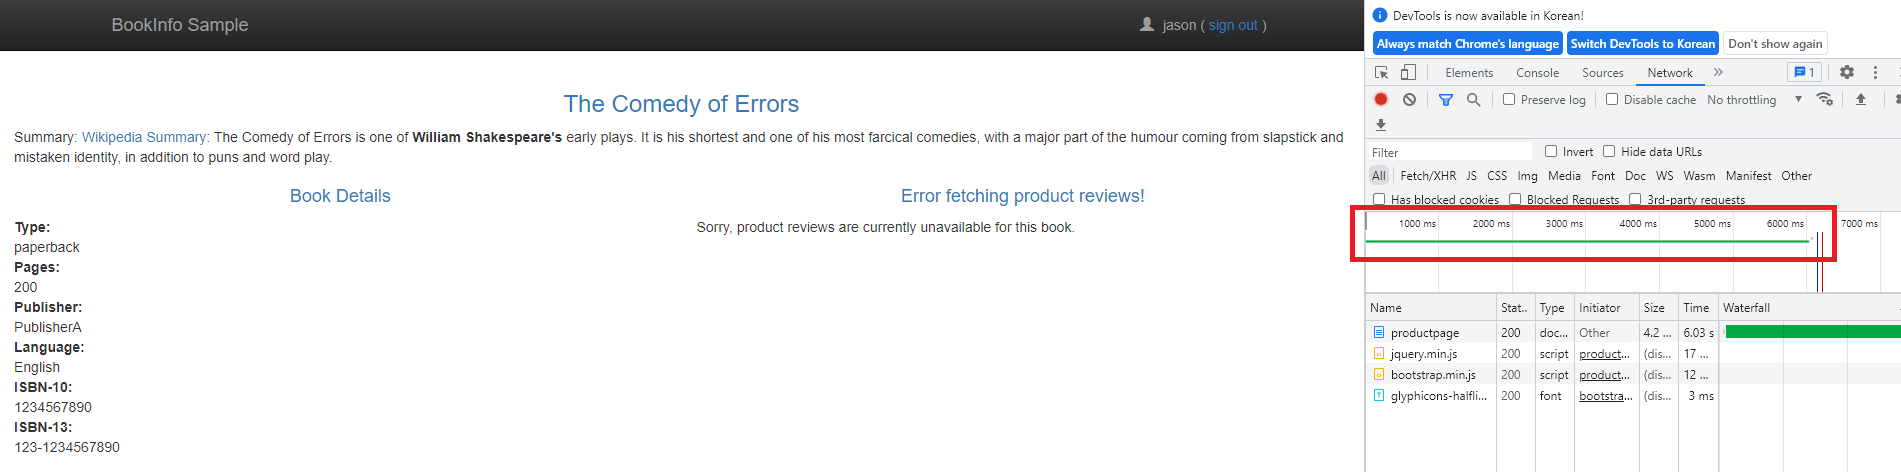 BookInfo Sample
jason ( sign out )
The Comedy of Errors
Summary: Wikipedia Summary: The Comedy of Errors is one of William Shakespeare's early plays. It is his shortest and one of his most farcical comedies, with a major part of the humour coming from slapstick and
mistaken identity, in addition to puns and word play.
Book Details
Type:
paperback
Pages:
200
Publisher:
PublisherA
Language:
English
ISBN-10:
1234567890
ISBN-13:
123-1234567890
Error fetching product reviews!
Sorry, product reviews are currently unavailable for this book.
DevTools is now available in Korean!
Always match Chrome's language Switch DevTools to Korean Don't show again
Elements Console Sources Network » 1
Preserve log Disable cache No throttling
Filter Invert Hide data URLs
All Fetch/XHR JS CSS Img Media Font Doc WS Wasm Manifest Other
Has blocked cookies Blocked Requests 3rd-party requests
1000 ms 2000 ms 3000 ms 4000 ms 5000 ms 6000 ms 7000 ms
Name Stat.. Type Initiator Size Time Waterfall
productpage 200 doc... Other 4.2 ... 6.03 s
jquery.min.js 200 script product... (dis... 17 ...
bootstrap.min.js 200 script product... (dis... 12 ...
glyphicons-halfli... 200 font bootstra... (dis... 3 ms